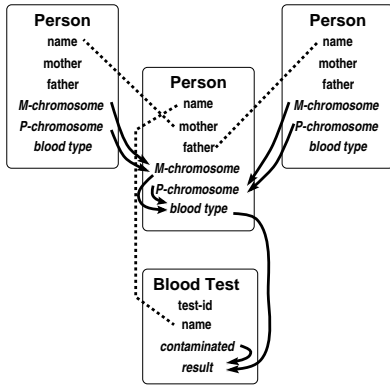 Person
name
mother
father
M-chromosome
P-chromosome
blood type
Person
name
mother
father
M-chromosome
P-chromosome
blood type
Person
name
mother
father
M-chromosome
P-chromosome
blood type
Blood Test
test-id
name
contaminated
result